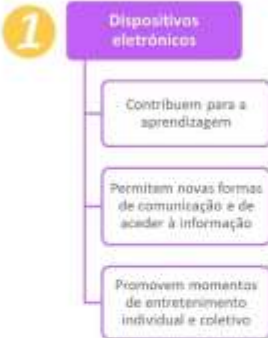 1
Dispositivos
eletrónicos
Contribuem para a
aprendizagem
Permitem novas formas
de comunicação e de
aceder à informação
Promovem momentos
de entretenimento
individual e coletivo